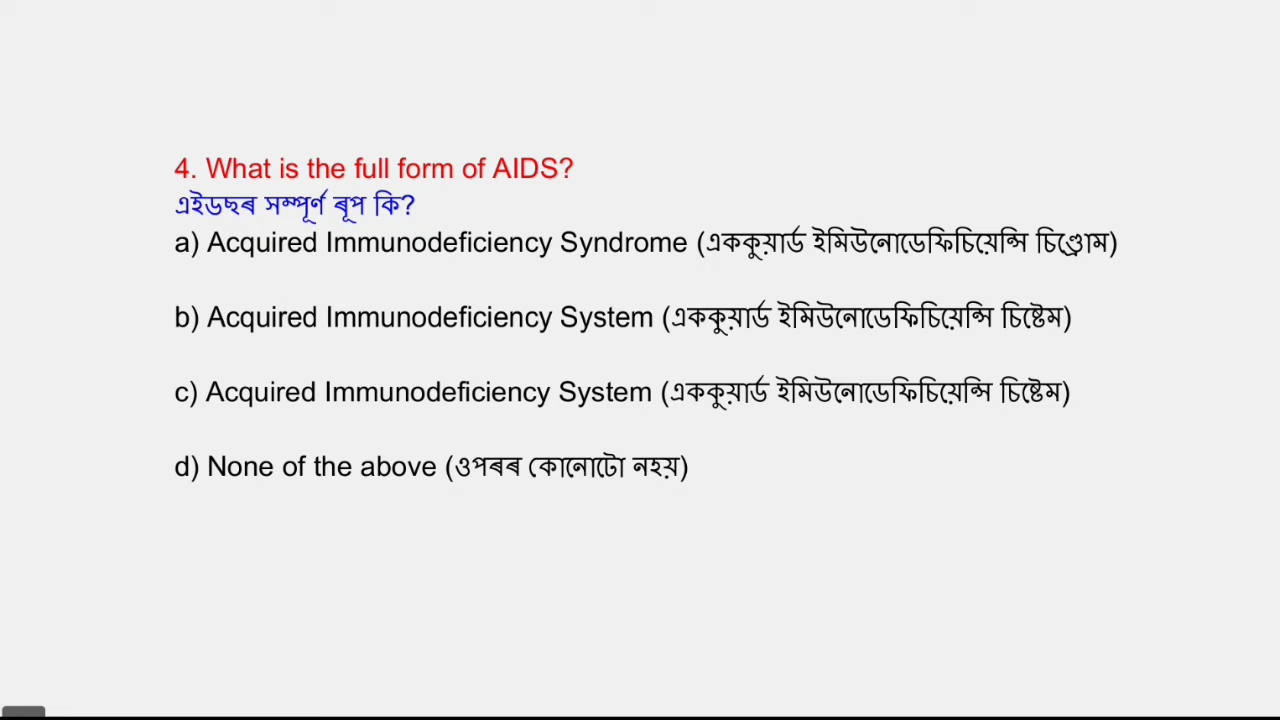 4. What is the full form of AIDS?
এইডছৰ সম্পূৰ্ণ ৰূপ কি?
a) Acquired Immunodeficiency Syndrome (এককুয়াৰ্ড ইমিউনোডেফিচিয়েন্সি চিণ্ড্ৰোম)
b) Acquired Immunodeficiency System (এককুয়াৰ্ড ইমিউনোডেফিচিয়েন্সি চিষ্টেম)
c) Acquired Immunodeficiency System (এককুয়াৰ্ড ইমিউনোডেফিচিয়েন্সি চিষ্টেম)
d) None of the above (ওপৰৰ কোনোটো নহয়)